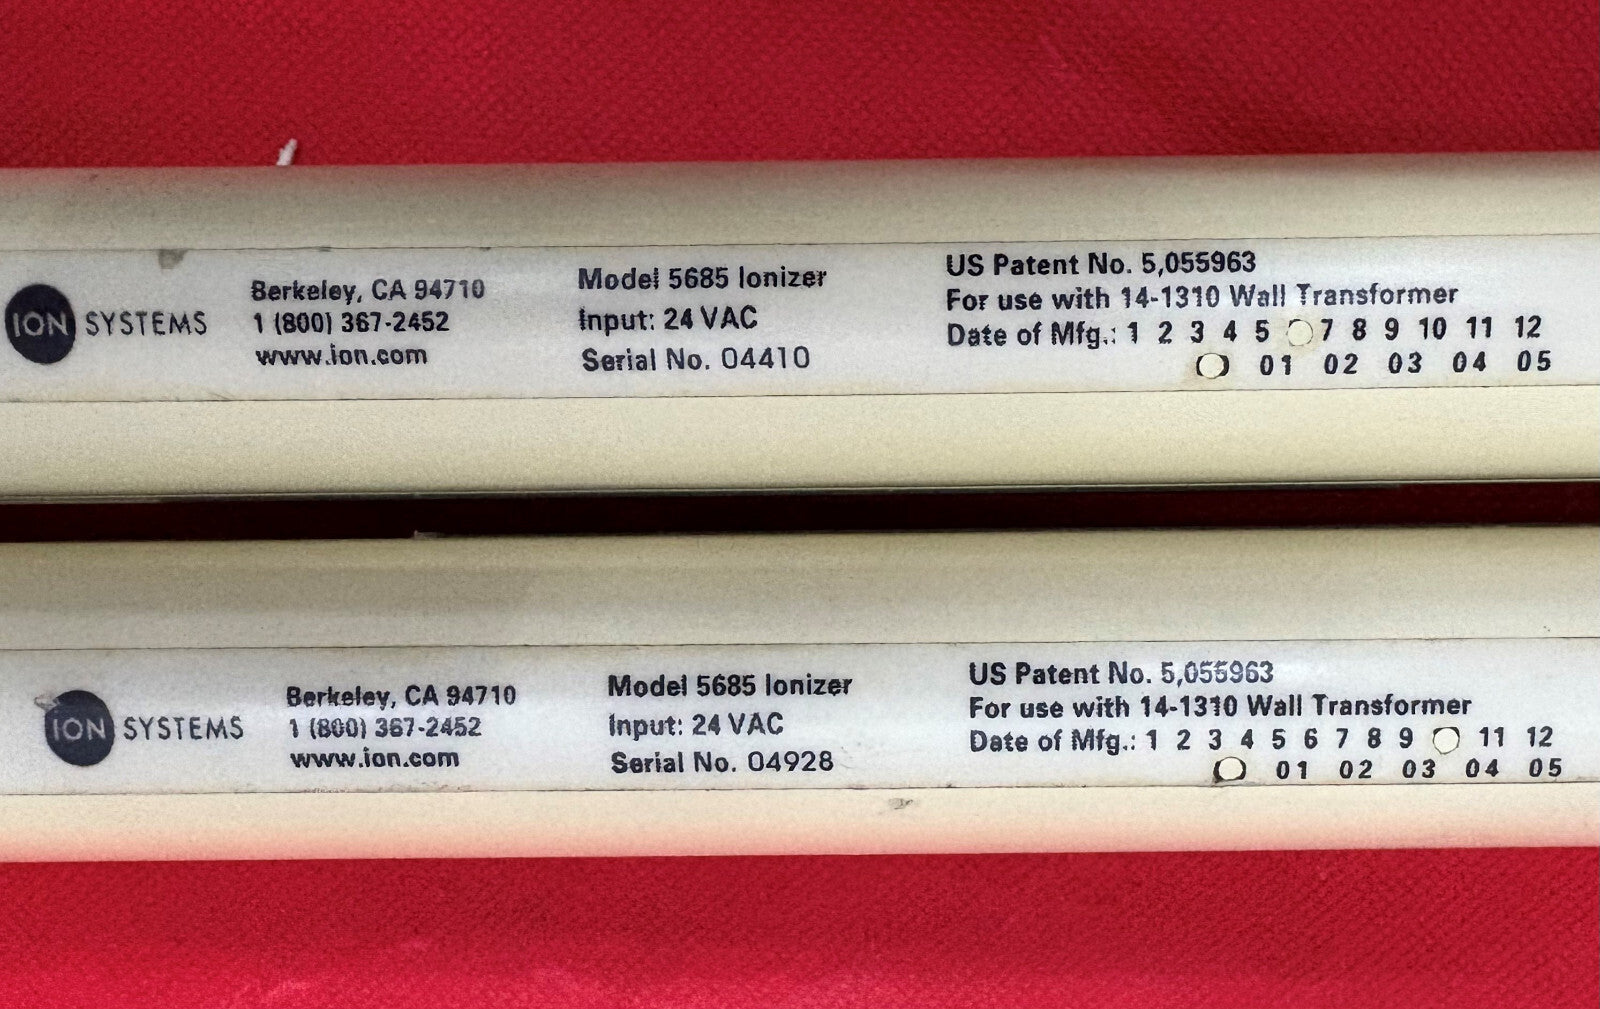 ION SYSTEMS
Berkeley, CA 94710
1 (800) 367-2452
www.ion.com
Model 5685 Ionizer
Input: 24 VAC
Serial No. 04410
US Patent No. 5,055963
For use with 14-1310 Wall Transformer
Date of Mfg.: 1 2 3 4 5 7 8 9 10 11 12
01 02 03 04 05
ION SYSTEMS
Berkeley, CA 94710
1 (800) 367-2452
www.ion.com
Model 5685 Ionizer
Input: 24 VAC
Serial No. 04928
US Patent No. 5,055963
For use with 14-1310 Wall Transformer
Date of Mfg.: 1 2 3 4 5 6 7 8 9 11 12
01 02 03 04 05